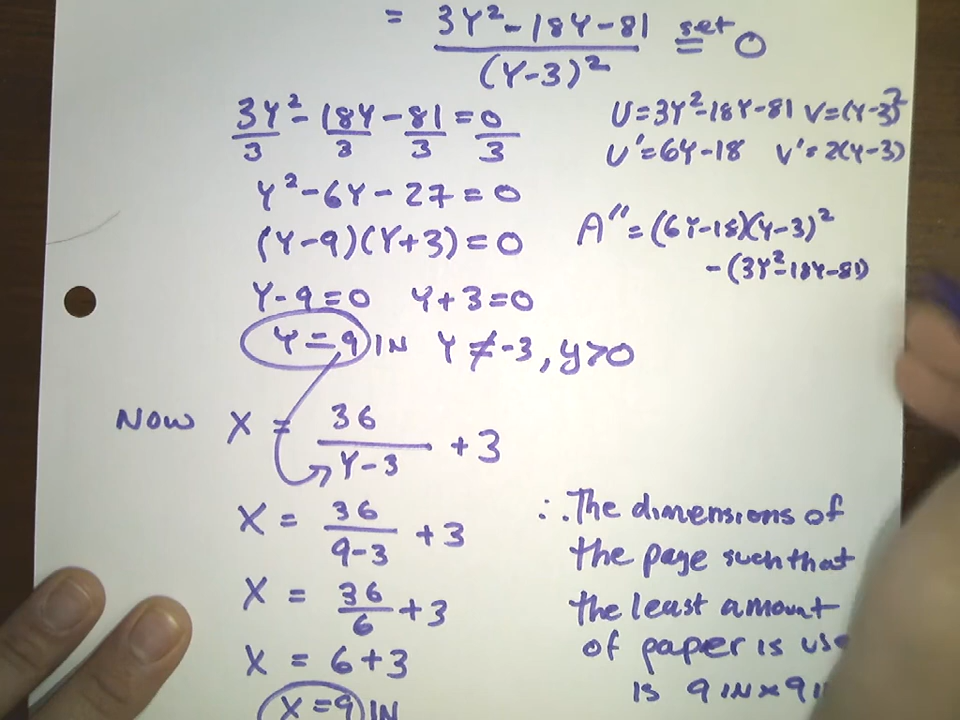 = 3Y²-18Y-81 / (Y-3)² set = 0
3Y²/3 - 18Y/3 - 81/3 = 0/3
Y²-6Y-27=0
(Y-9)(Y+3)=0
Y-9=0 Y+3=0
Y=9 IN Y≠-3, y>0
Now X = 36/(Y-3) +3
X = 36/(9-3) +3
X = 36/6 +3
X = 6+3
X=9 IN
U=3Y²-18Y-81 V=(Y-3)²
U'=6Y-18 V'=2(Y-3)
A''=(6Y-18)(Y-3)²
-(3Y²-18Y-81)
∴ The dimensions of
the page such that
the least amount
of paper is use
is 9 IN x 9 I